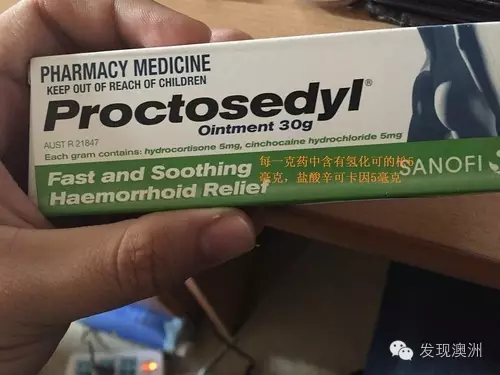 PHARMACY MEDICINE
KEEP OUT OF REACH OF CHILDREN
Proctosedyl®
Ointment 30g
AUST R 21847
Each gram contains: hydrocortisone 5mg, cinchocaine hydrochloride 5mg
每一克药中含有氢化可的松5
毫克，盐酸辛可卡因5毫克
Fast and Soothing
Haemorrhoid Relief
SANOFI
发现澳洲